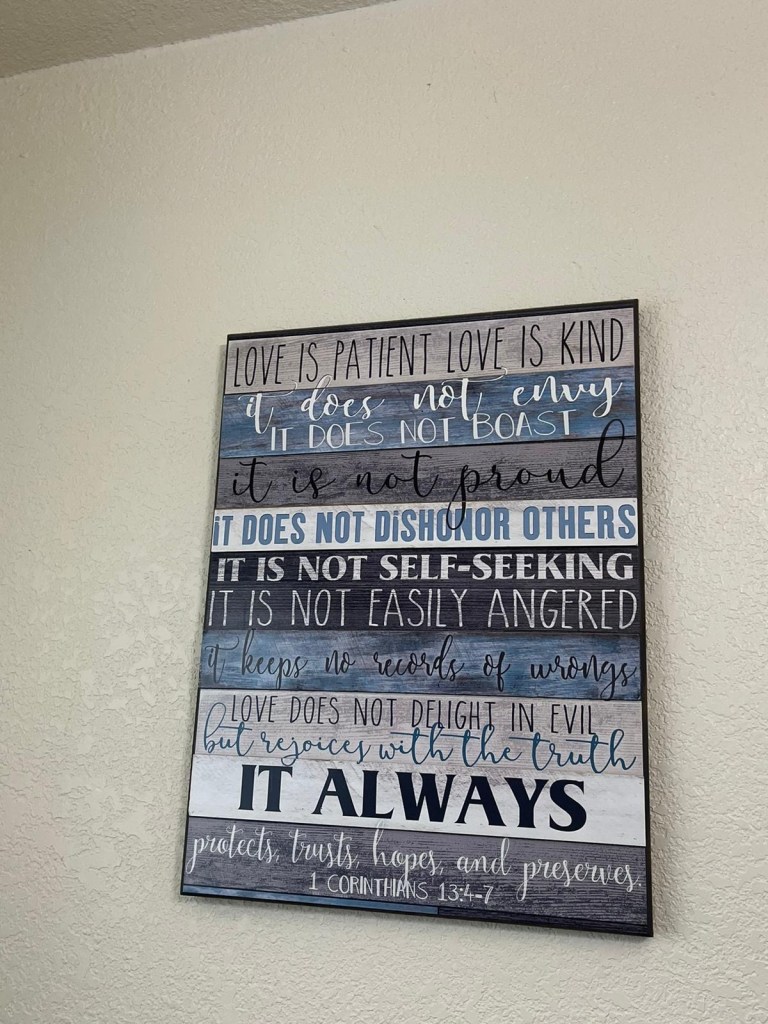 LOVE IS PATIENT LOVE IS KIND
it does not envy
IT DOES NOT BOAST
it is not proud
iT DOES NOT DiSHONOR OTHERS
IT IS NOT SELF-SEEKING
IT IS NOT EASILY ANGERED
it keeps no records of wrongs
LOVE DOES NOT DELIGHT IN EVIL
but rejoices with the truth
IT ALWAYS
protects, trusts, hopes, and preserves.
1 CORINTHIANS 13:4-7